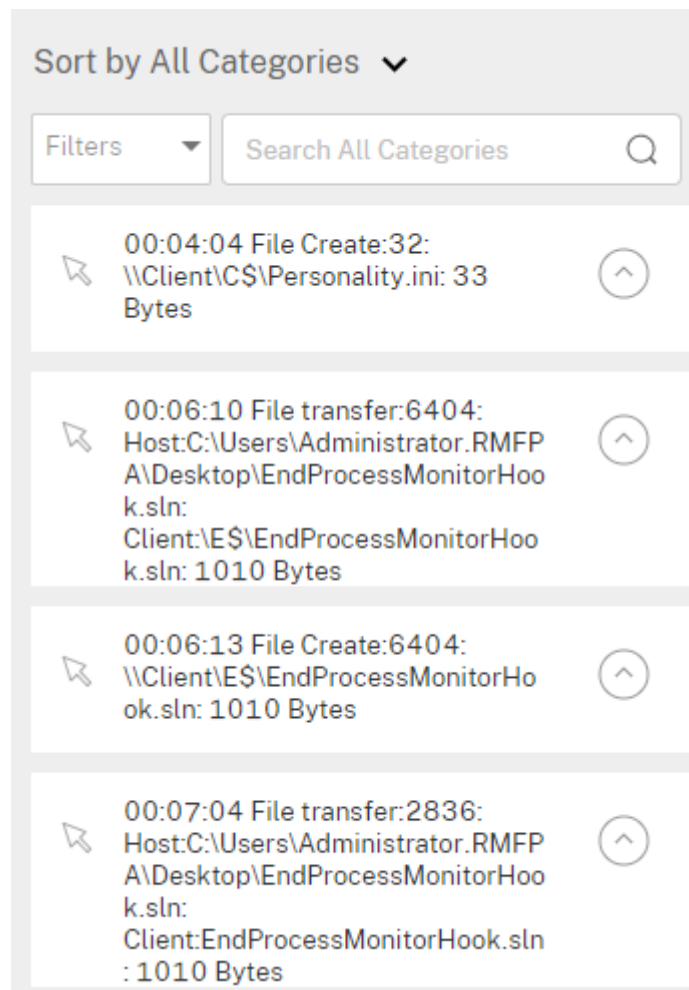 Sort by All Categories
Filters
Search All Categories
00:04:04 File Create:32:
\\Client\C$\Personality.ini: 33
Bytes
00:06:10 File transfer:6404:
Host:C:\Users\Administrator.RMFP
A\Desktop\EndProcessMonitorHoo
k.sln:
Client:\E$\EndProcessMonitorHoo
k.sln: 1010 Bytes
00:06:13 File Create:6404:
\\Client\E$\EndProcessMonitorHo
ok.sln: 1010 Bytes
00:07:04 File transfer:2836:
Host:C:\Users\Administrator.RMFP
A\Desktop\EndProcessMonitorHoo
k.sln:
Client:EndProcessMonitorHook.sln
: 1010 Bytes